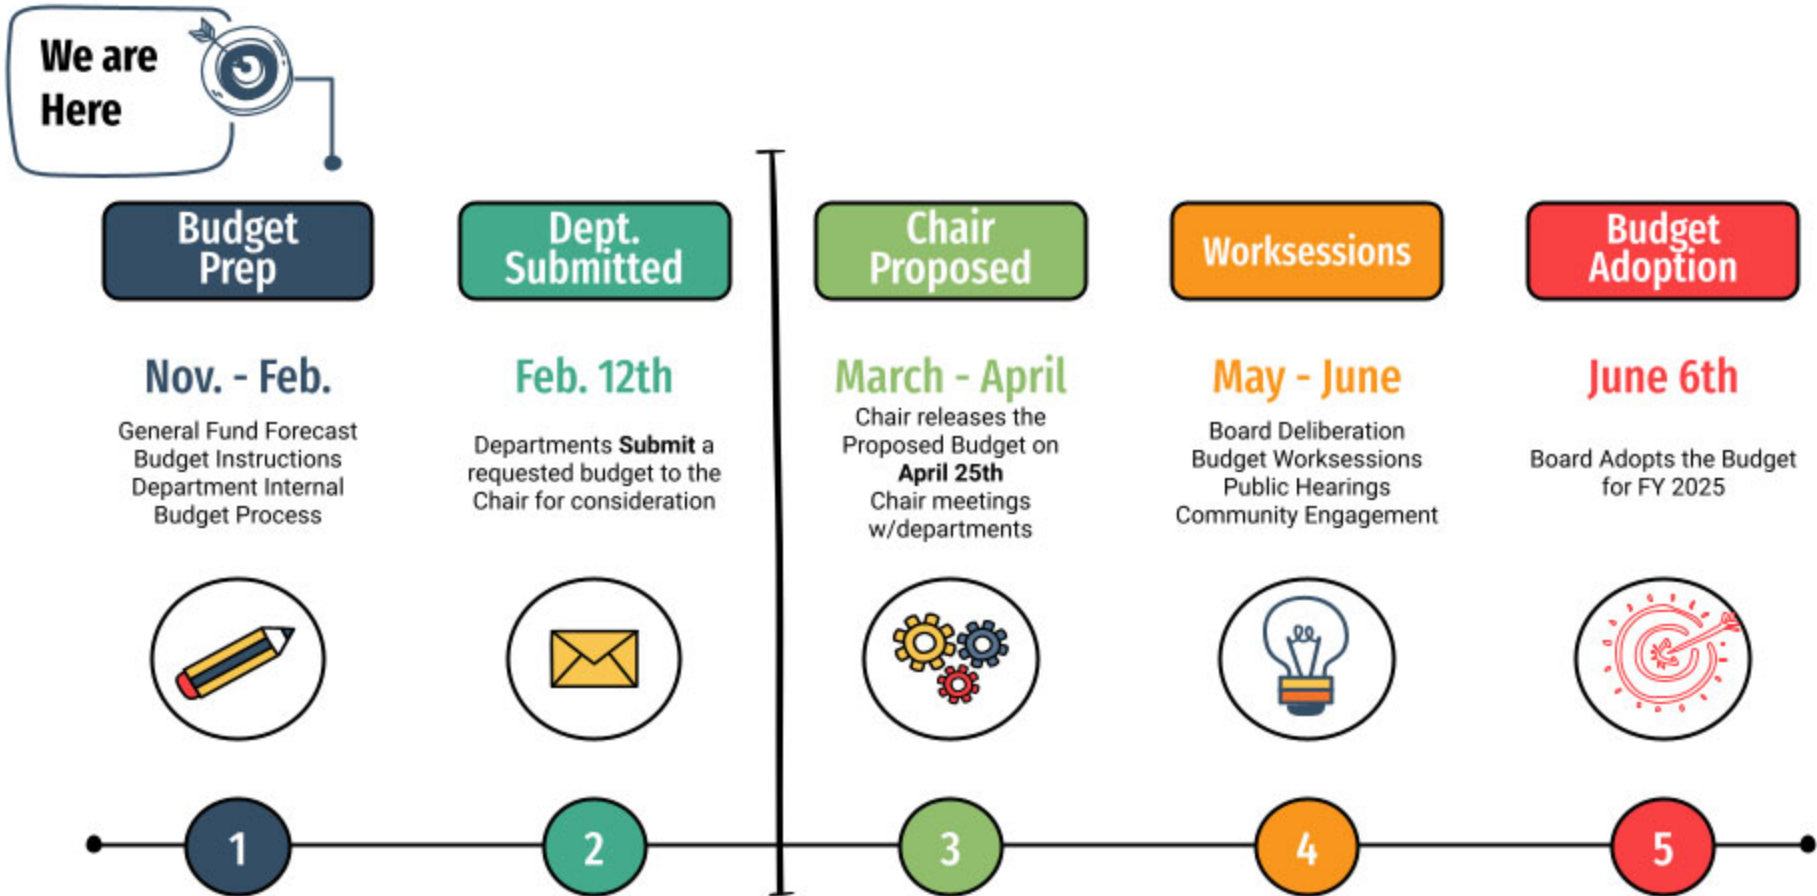 We are
Here
Budget
Prep
Nov. - Feb.
General Fund Forecast
Budget Instructions
Department Internal
Budget Process
1
Dept.
Submitted
Feb. 12th
Departments Submit a
requested budget to the
Chair for consideration
2
Chair
Proposed
March - April
Chair releases the
Proposed Budget on
April 25th
Chair meetings
w/departments
3
Worksessions
May - June
Board Deliberation
Budget Worksessions
Public Hearings
Community Engagement
4
Budget
Adoption
June 6th
Board Adopts the Budget
for FY 2025
5